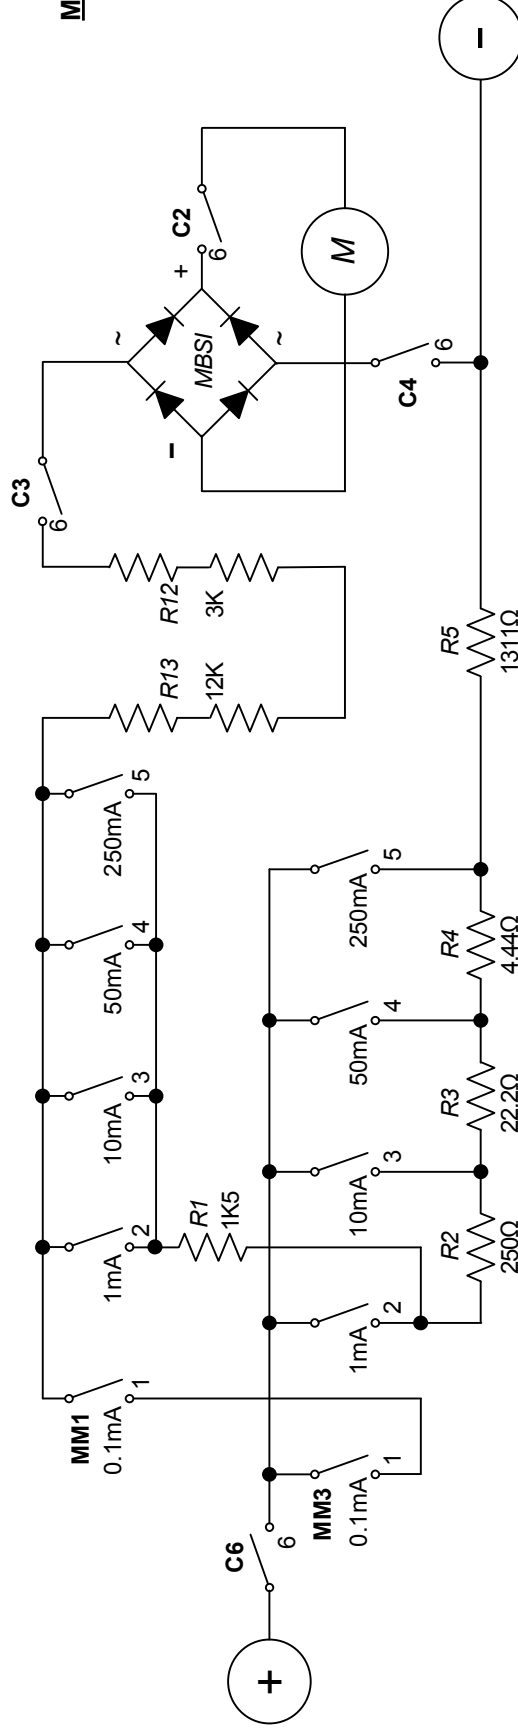 M
C3
6
~
C2
+
6
MBSI
M
−
~
C4
6
−
R12
3K
R13
12K
250mA
5
50mA
4
10mA
3
1mA
2
MM1
0.1mA
1
R1
1K5
250mA
5
50mA
4
10mA
3
1mA
2
MM3
0.1mA
1
C6
6
+
R2
250Ω
R3
22.2Ω
R4
4.44Ω
R5
1311Ω